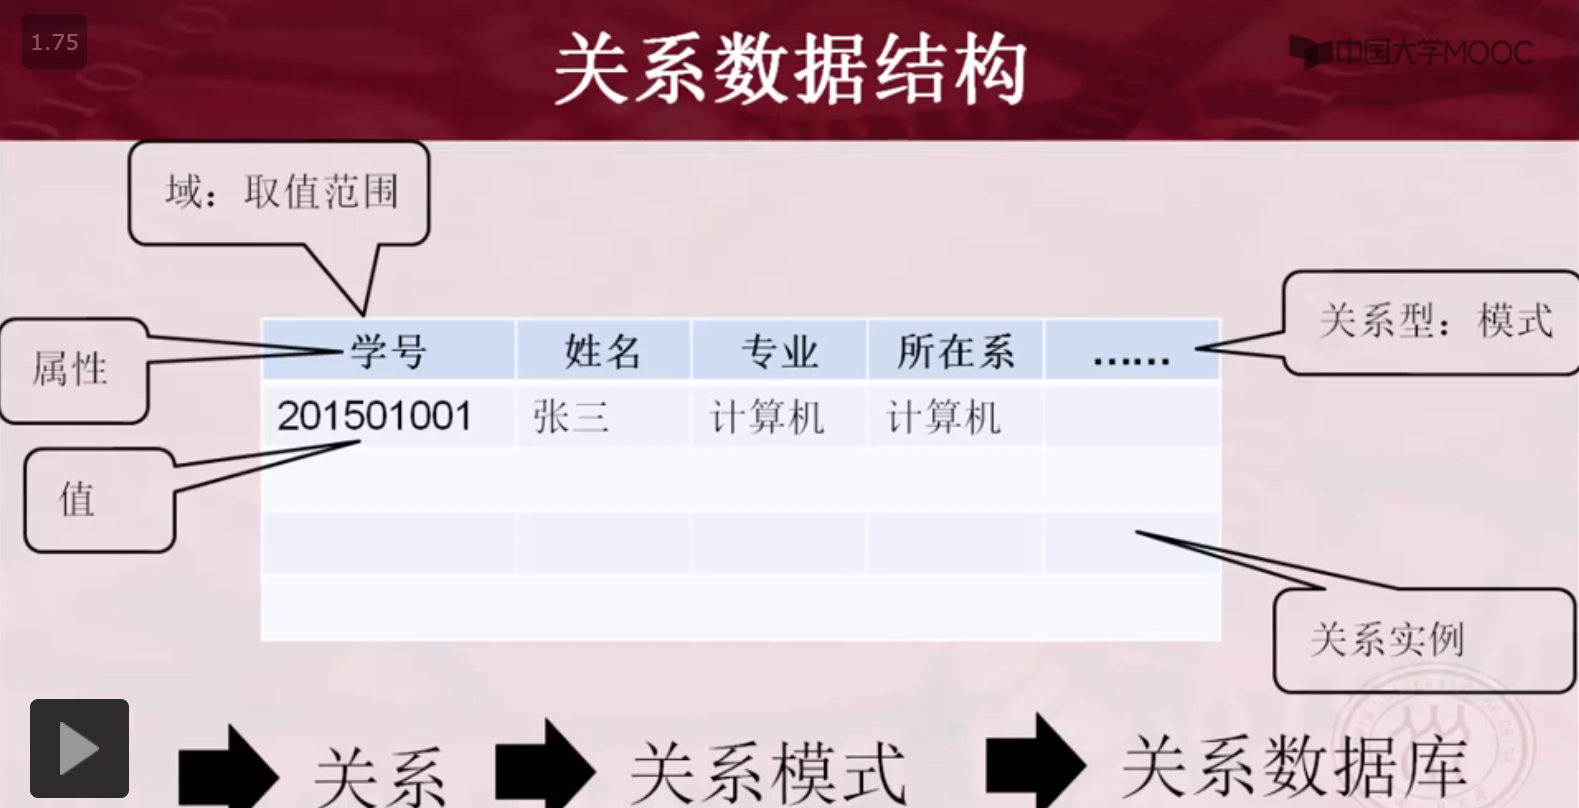 1.75
关系数据结构
中国大学MOOC
域：取值范围
关系型：模式
属性
学号 姓名 专业 所在系 ......
201501001 张三 计算机 计算机
值
关系实例
关系 关系模式 关系数据库